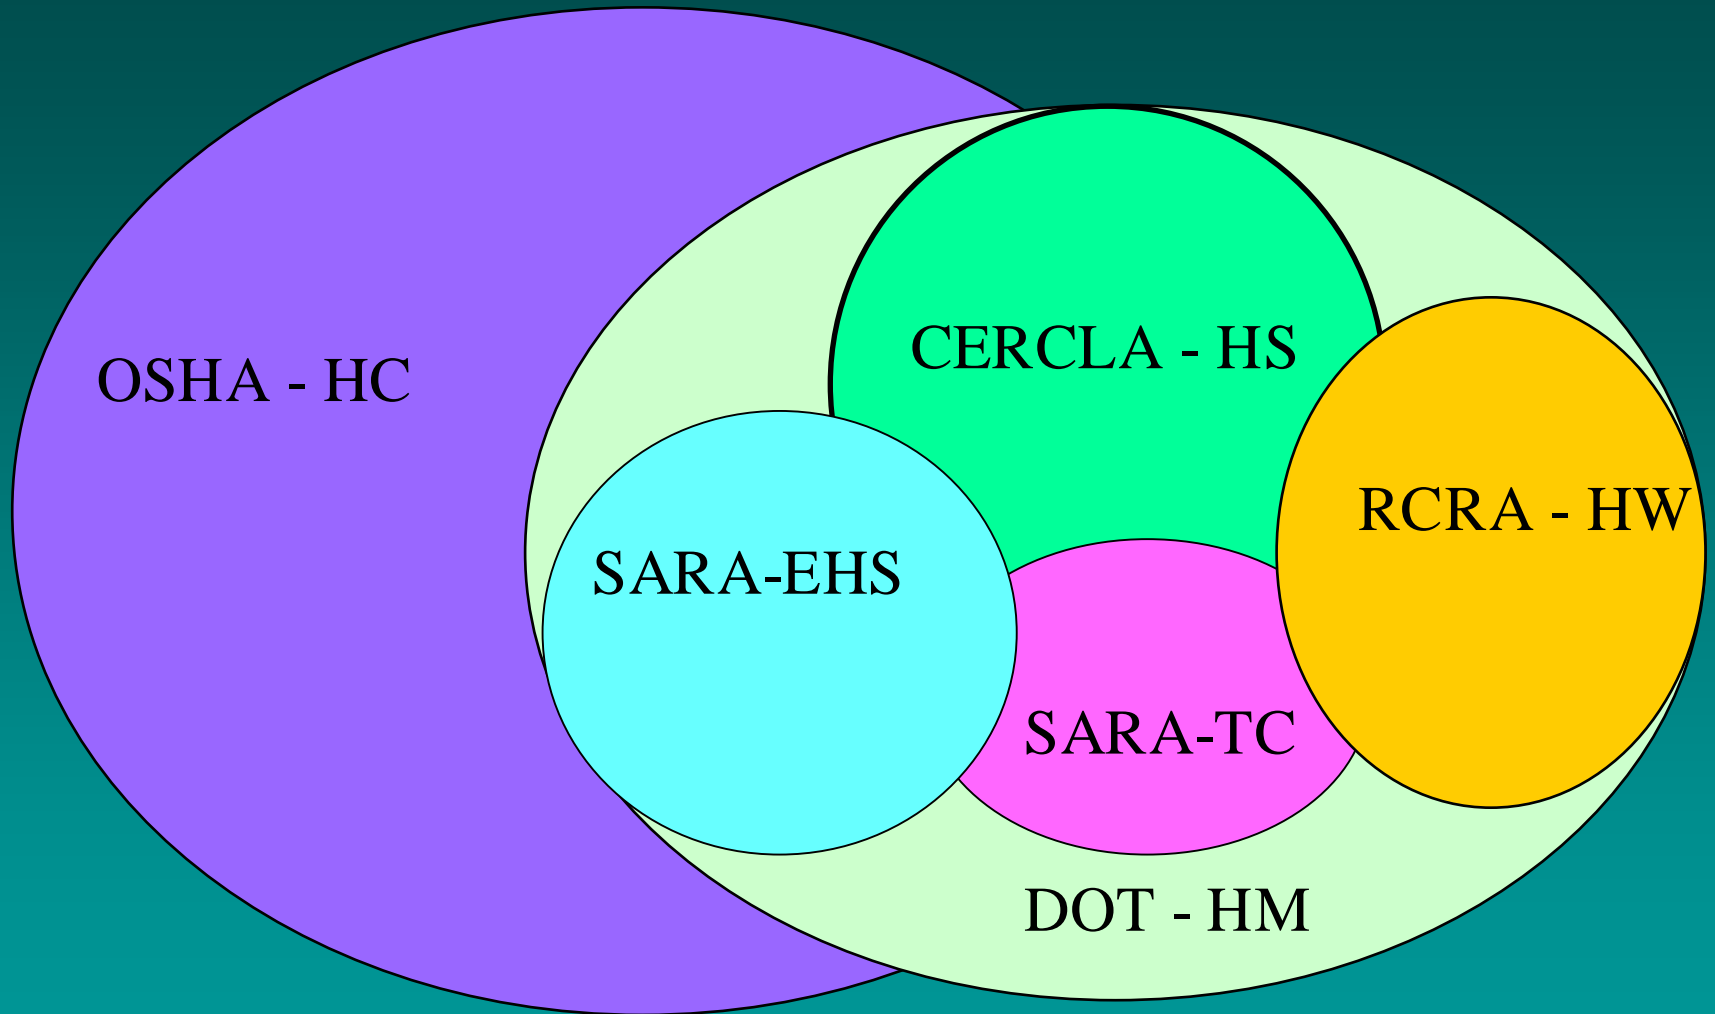 CERCLA - HS
OSHA - HC
RCRA - HW
SARA-EHS
SARA-TC
DOT - HM